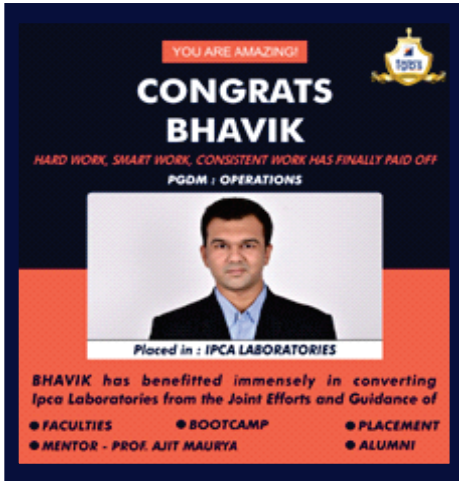 YOU ARE AMAZING!
CONGRATS
BHAVIK
HARD WORK, SMART WORK, CONSISTENT WORK HAS FINALLY PAID OFF
PGDM : OPERATIONS
Placed in : IPCA LABORATORIES
BHAVIK has benefitted immensely in converting
Ipca Laboratories from the Joint Efforts and Guidance of
● FACULTIES ● BOOTCAMP ● PLACEMENT
● MENTOR - PROF. AJIT MAURYA ● ALUMNI